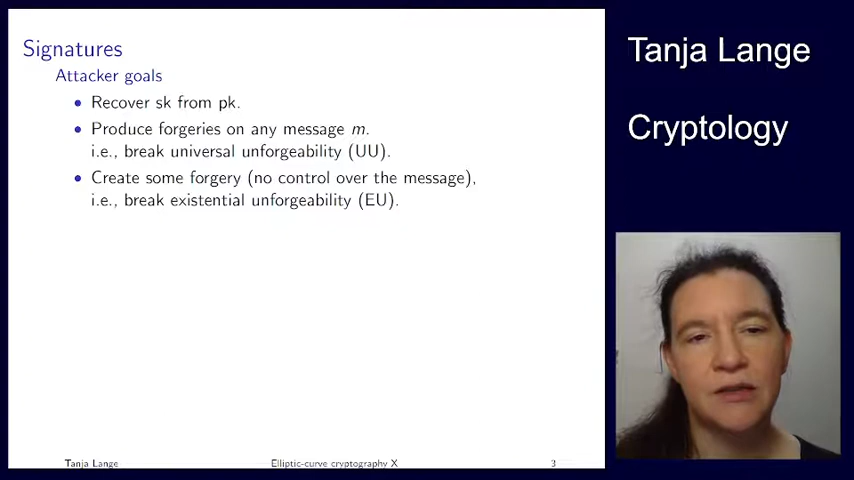 Signatures
Attacker goals
• Recover sk from pk.
• Produce forgeries on any message m.
i.e., break universal unforgeability (UU).
• Create some forgery (no control over the message),
i.e., break existential unforgeability (EU).
Tanja Lange Elliptic-curve cryptography X 3
Tanja Lange
Cryptology